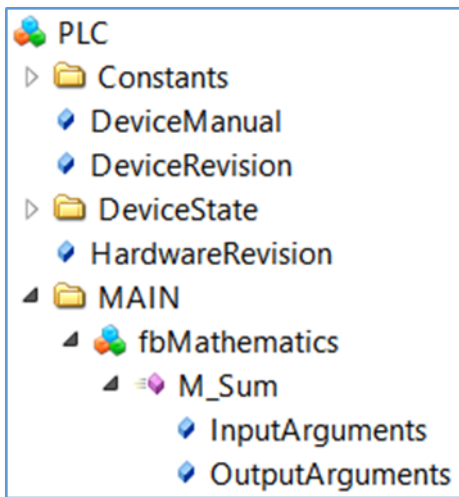 PLC
Constants
DeviceManual
DeviceRevision
DeviceState
HardwareRevision
MAIN
fbMathematics
M_Sum
InputArguments
OutputArguments